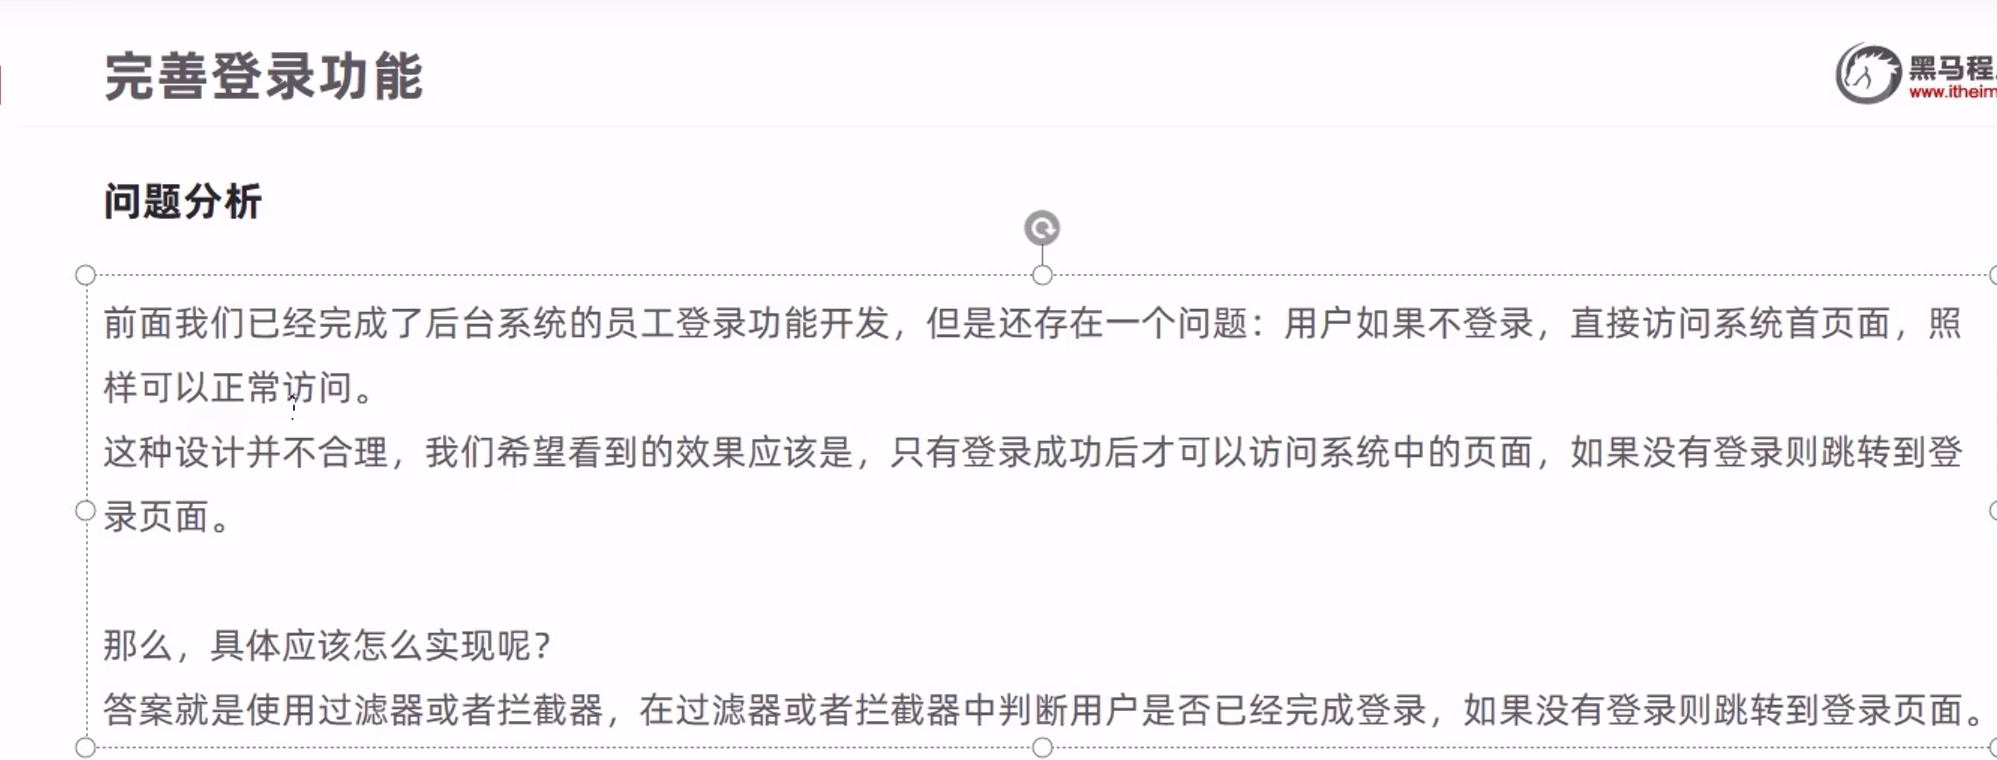 完善登录功能
黑马程
www.itheim
问题分析
前面我们已经完成了后台系统的员工登录功能开发，但是还存在一个问题：用户如果不登录，直接访问系统首页面，照
样可以正常访问。
这种设计并不合理，我们希望看到的效果应该是，只有登录成功后才可以访问系统中的页面，如果没有登录则跳转到登
录页面。
那么，具体应该怎么实现呢？
答案就是使用过滤器或者拦截器，在过滤器或者拦截器中判断用户是否已经完成登录，如果没有登录则跳转到登录页面。